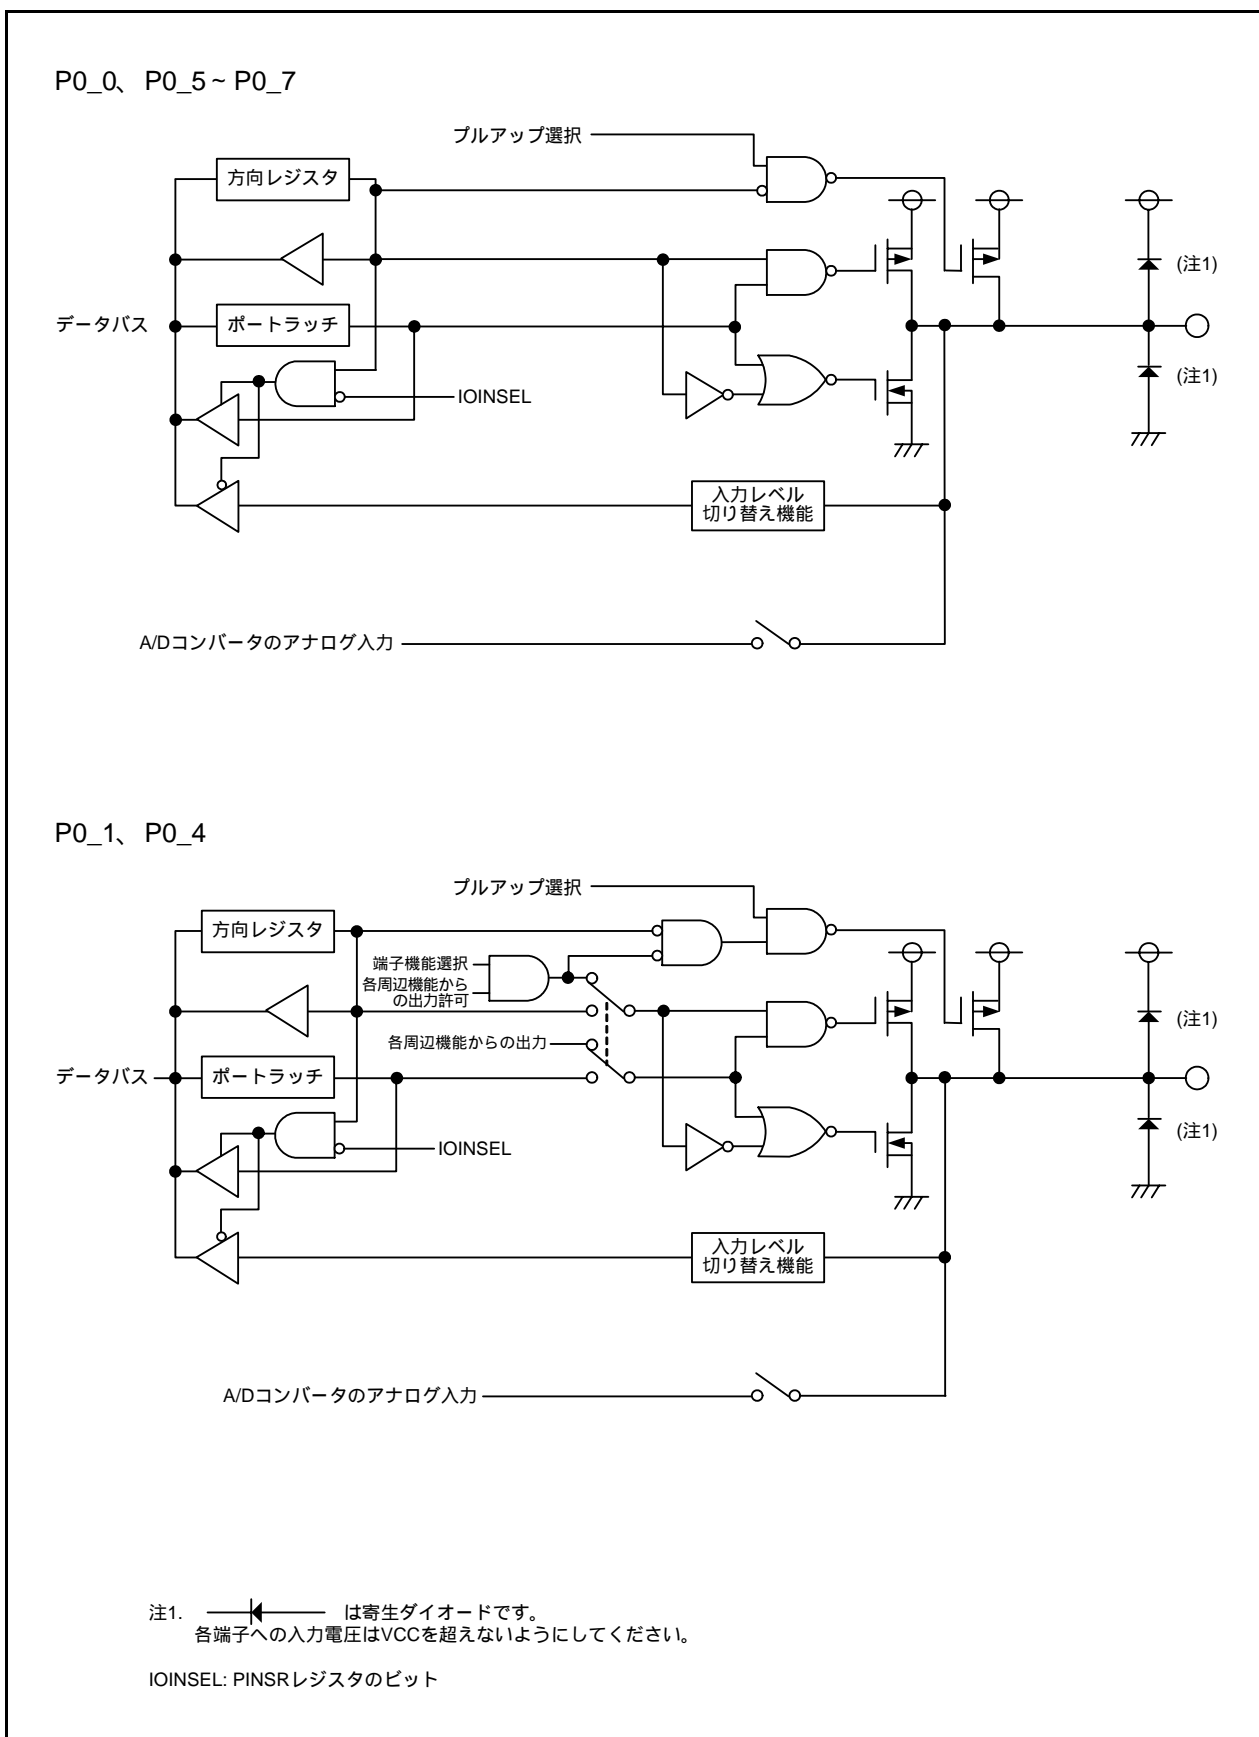 P0_0、 P0_5 ~ P0_7
プルアップ選択
方向レジスタ
(注1)
データバス
ポートラッチ
(注1)
IOINSEL
入力レベル
切り替え機能
A/Dコンバータのアナログ入力
P0_1、 P0_4
プルアップ選択
方向レジスタ
端子機能選択
各周辺機能から
の出力許可
(注1)
各周辺機能からの出力
データバス
ポートラッチ
(注1)
IOINSEL
入力レベル
切り替え機能
A/Dコンバータのアナログ入力
注1. は寄生ダイオードです。
各端子への入力電圧はVCCを超えないようにしてください。
IOINSEL: PINSRレジスタのビット